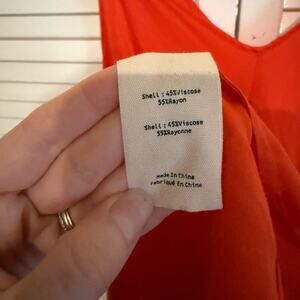 Shell : 45%Viscose
55%Rayon
Shell : 45%Viscose
55%Rayonne
made In China
Fabriqué En Chine